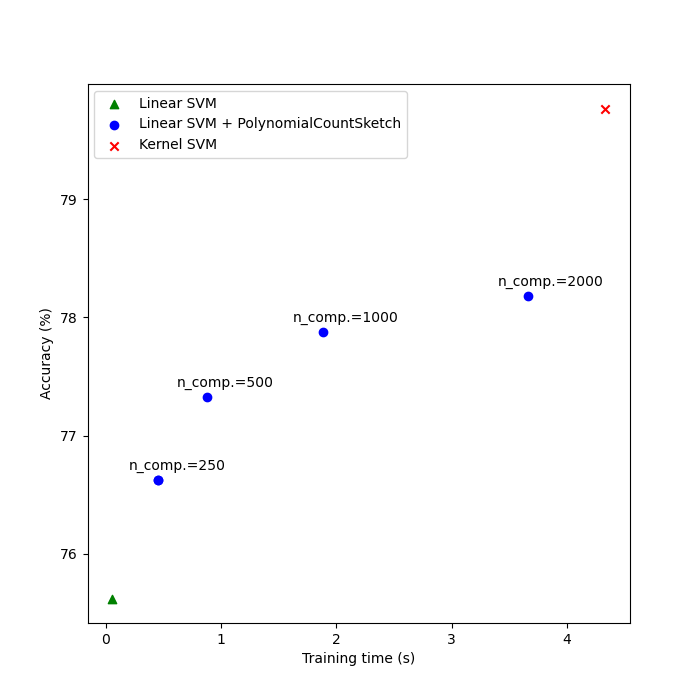 Linear SVM
Linear SVM + PolynomialCountSketch
Kernel SVM
79
n_comp.=2000
78
n_comp.=1000
n_comp.=500
77
n_comp.=250
76
Accuracy (%)
0 1 2 3 4
Training time (s)